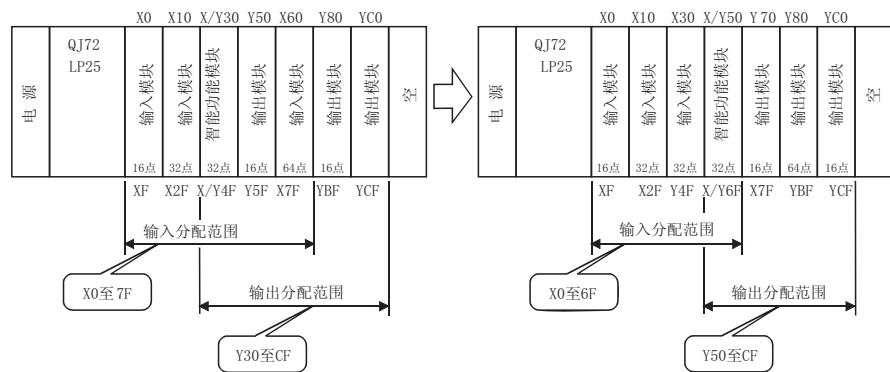 X0 X10 X/Y30 Y50 X60 Y80 YC0
电源
QJ72
LP25
输入模块
16点
输入模块
32点
智能功能模块
32点
输出模块
16点
输入模块
64点
输出模块
16点
输出模块
空
XF X2F X/Y4F Y5F X7F YBF YCF
输入分配范围
X0至7F
输出分配范围
Y30至CF
X0 X10 X30 X/Y50 Y70 Y80 YC0
电源
QJ72
LP25
输入模块
16点
输入模块
32点
输入模块
32点
智能功能模块
32点
输出模块
16点
输出模块
64点
输出模块
16点
空
XF X2F Y4F X/Y6F X7F YBF YCF
输入分配范围
X0至6F
输出分配范围
Y50至CF